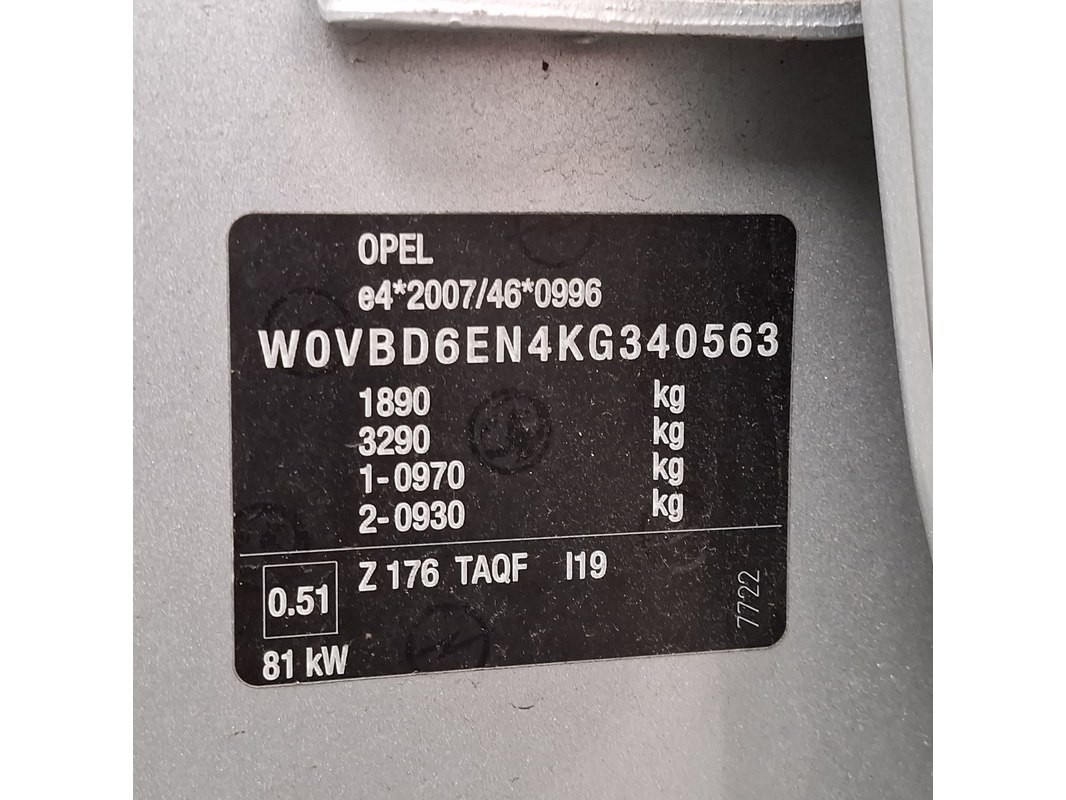 OPEL
e4*2007/46*0996
W0VBD6EN4KG340563
1890 kg
3290 kg
1-0970 kg
2-0930 kg
Z 176 TAQF I19
0.51
7722
81 kW